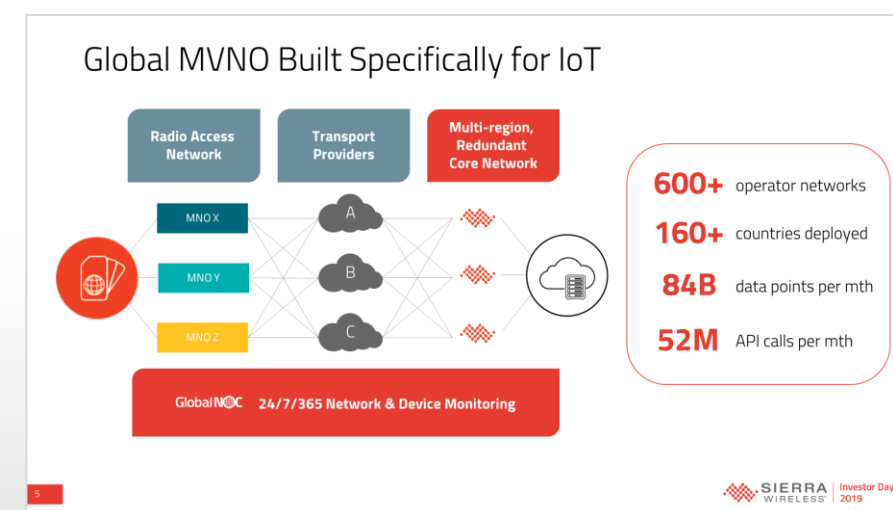 Global MVNO Built Specifically for IoT
Radio Access
Network
Transport
Providers
Multi-region,
Redundant
Core Network
MNO X
MNO Y
MNO Z
A
B
C
600+ operator networks
160+ countries deployed
84B data points per mth
52M API calls per mth
GlobalNOC 24/7/365 Network & Device Monitoring
5
SIERRA
WIRELESS
Investor Day
2019